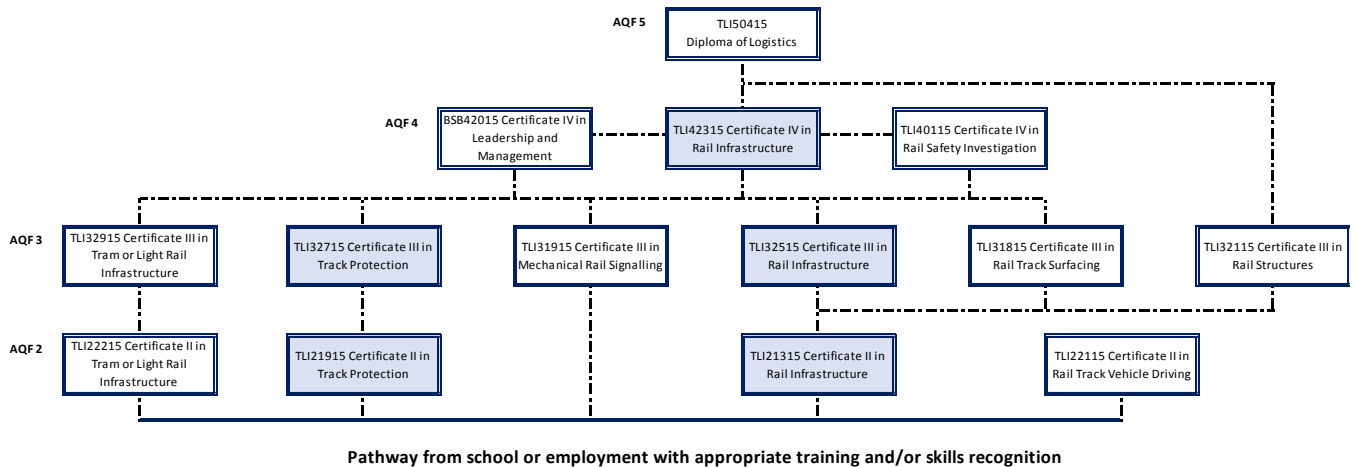 AQF 5
TLI50415
Diploma of Logistics
AQF 4
BSB42015 Certificate IV in
Leadership and
Management
TLI42315 Certificate IV in
Rail Infrastructure
TLI40115 Certificate IV in
Rail Safety Investigation
AQF 3
TLI32915 Certificate III in
Tram or Light Rail
Infrastructure
TLI32715 Certificate III in
Track Protection
TLI31915 Certificate III in
Mechanical Rail Signalling
TLI32515 Certificate III in
Rail Infrastructure
TLI31815 Certificate III in
Rail Track Surfacing
TLI32115 Certificate III in
Rail Structures
AQF 2
TLI22215 Certificate II in
Tram or Light Rail
Infrastructure
TLI21915 Certificate II in
Track Protection
TLI21315 Certificate II in
Rail Infrastructure
TLI22115 Certificate II in
Rail Track Vehicle Driving
Pathway from school or employment with appropriate training and/or skills recognition